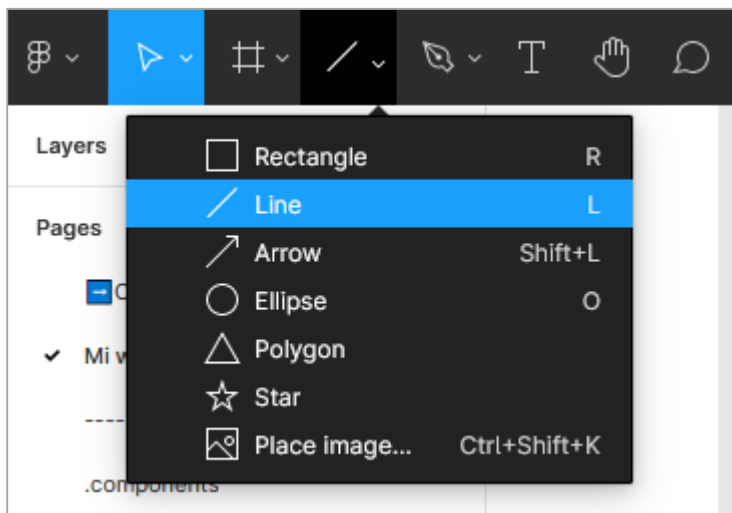 Layers
Rectangle R
Line L
Pages
Arrow Shift+L
Ellipse O
Mi
Polygon
Star
----
Place image... Ctrl+Shift+K
.components